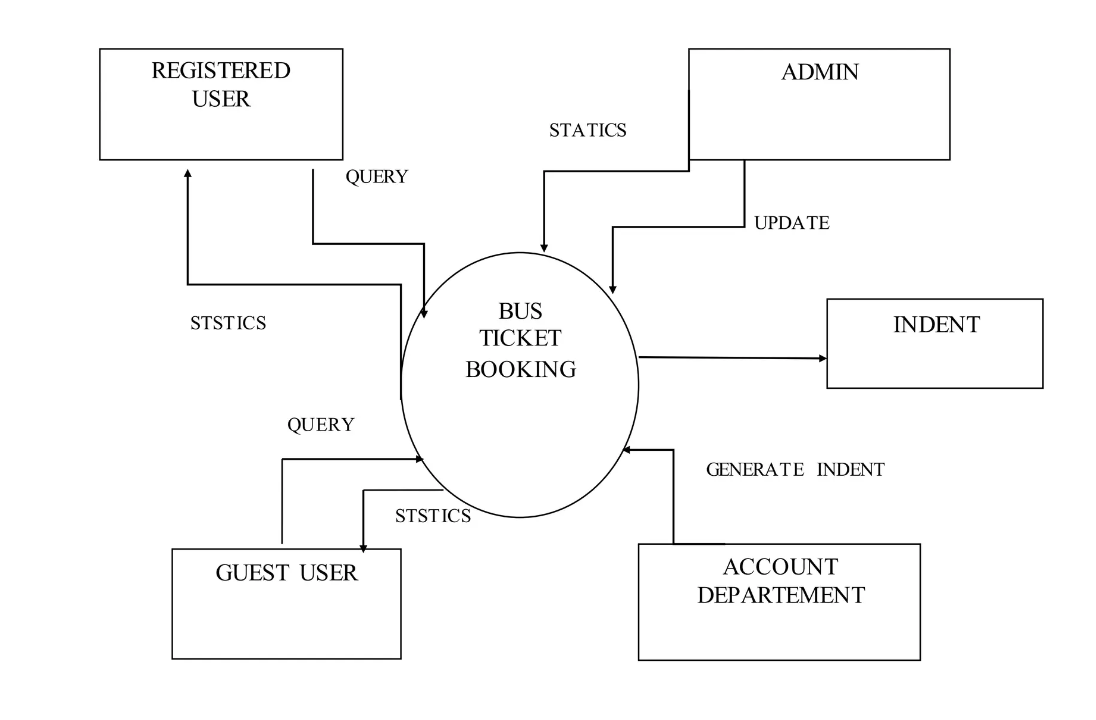 REGISTERED
USER
ADMIN
STATICS
QUERY
UPDATE
STSTICS
BUS
TICKET
BOOKING
INDENT
QUERY
GENERATE INDENT
STSTICS
GUEST USER
ACCOUNT
DEPARTEMENT